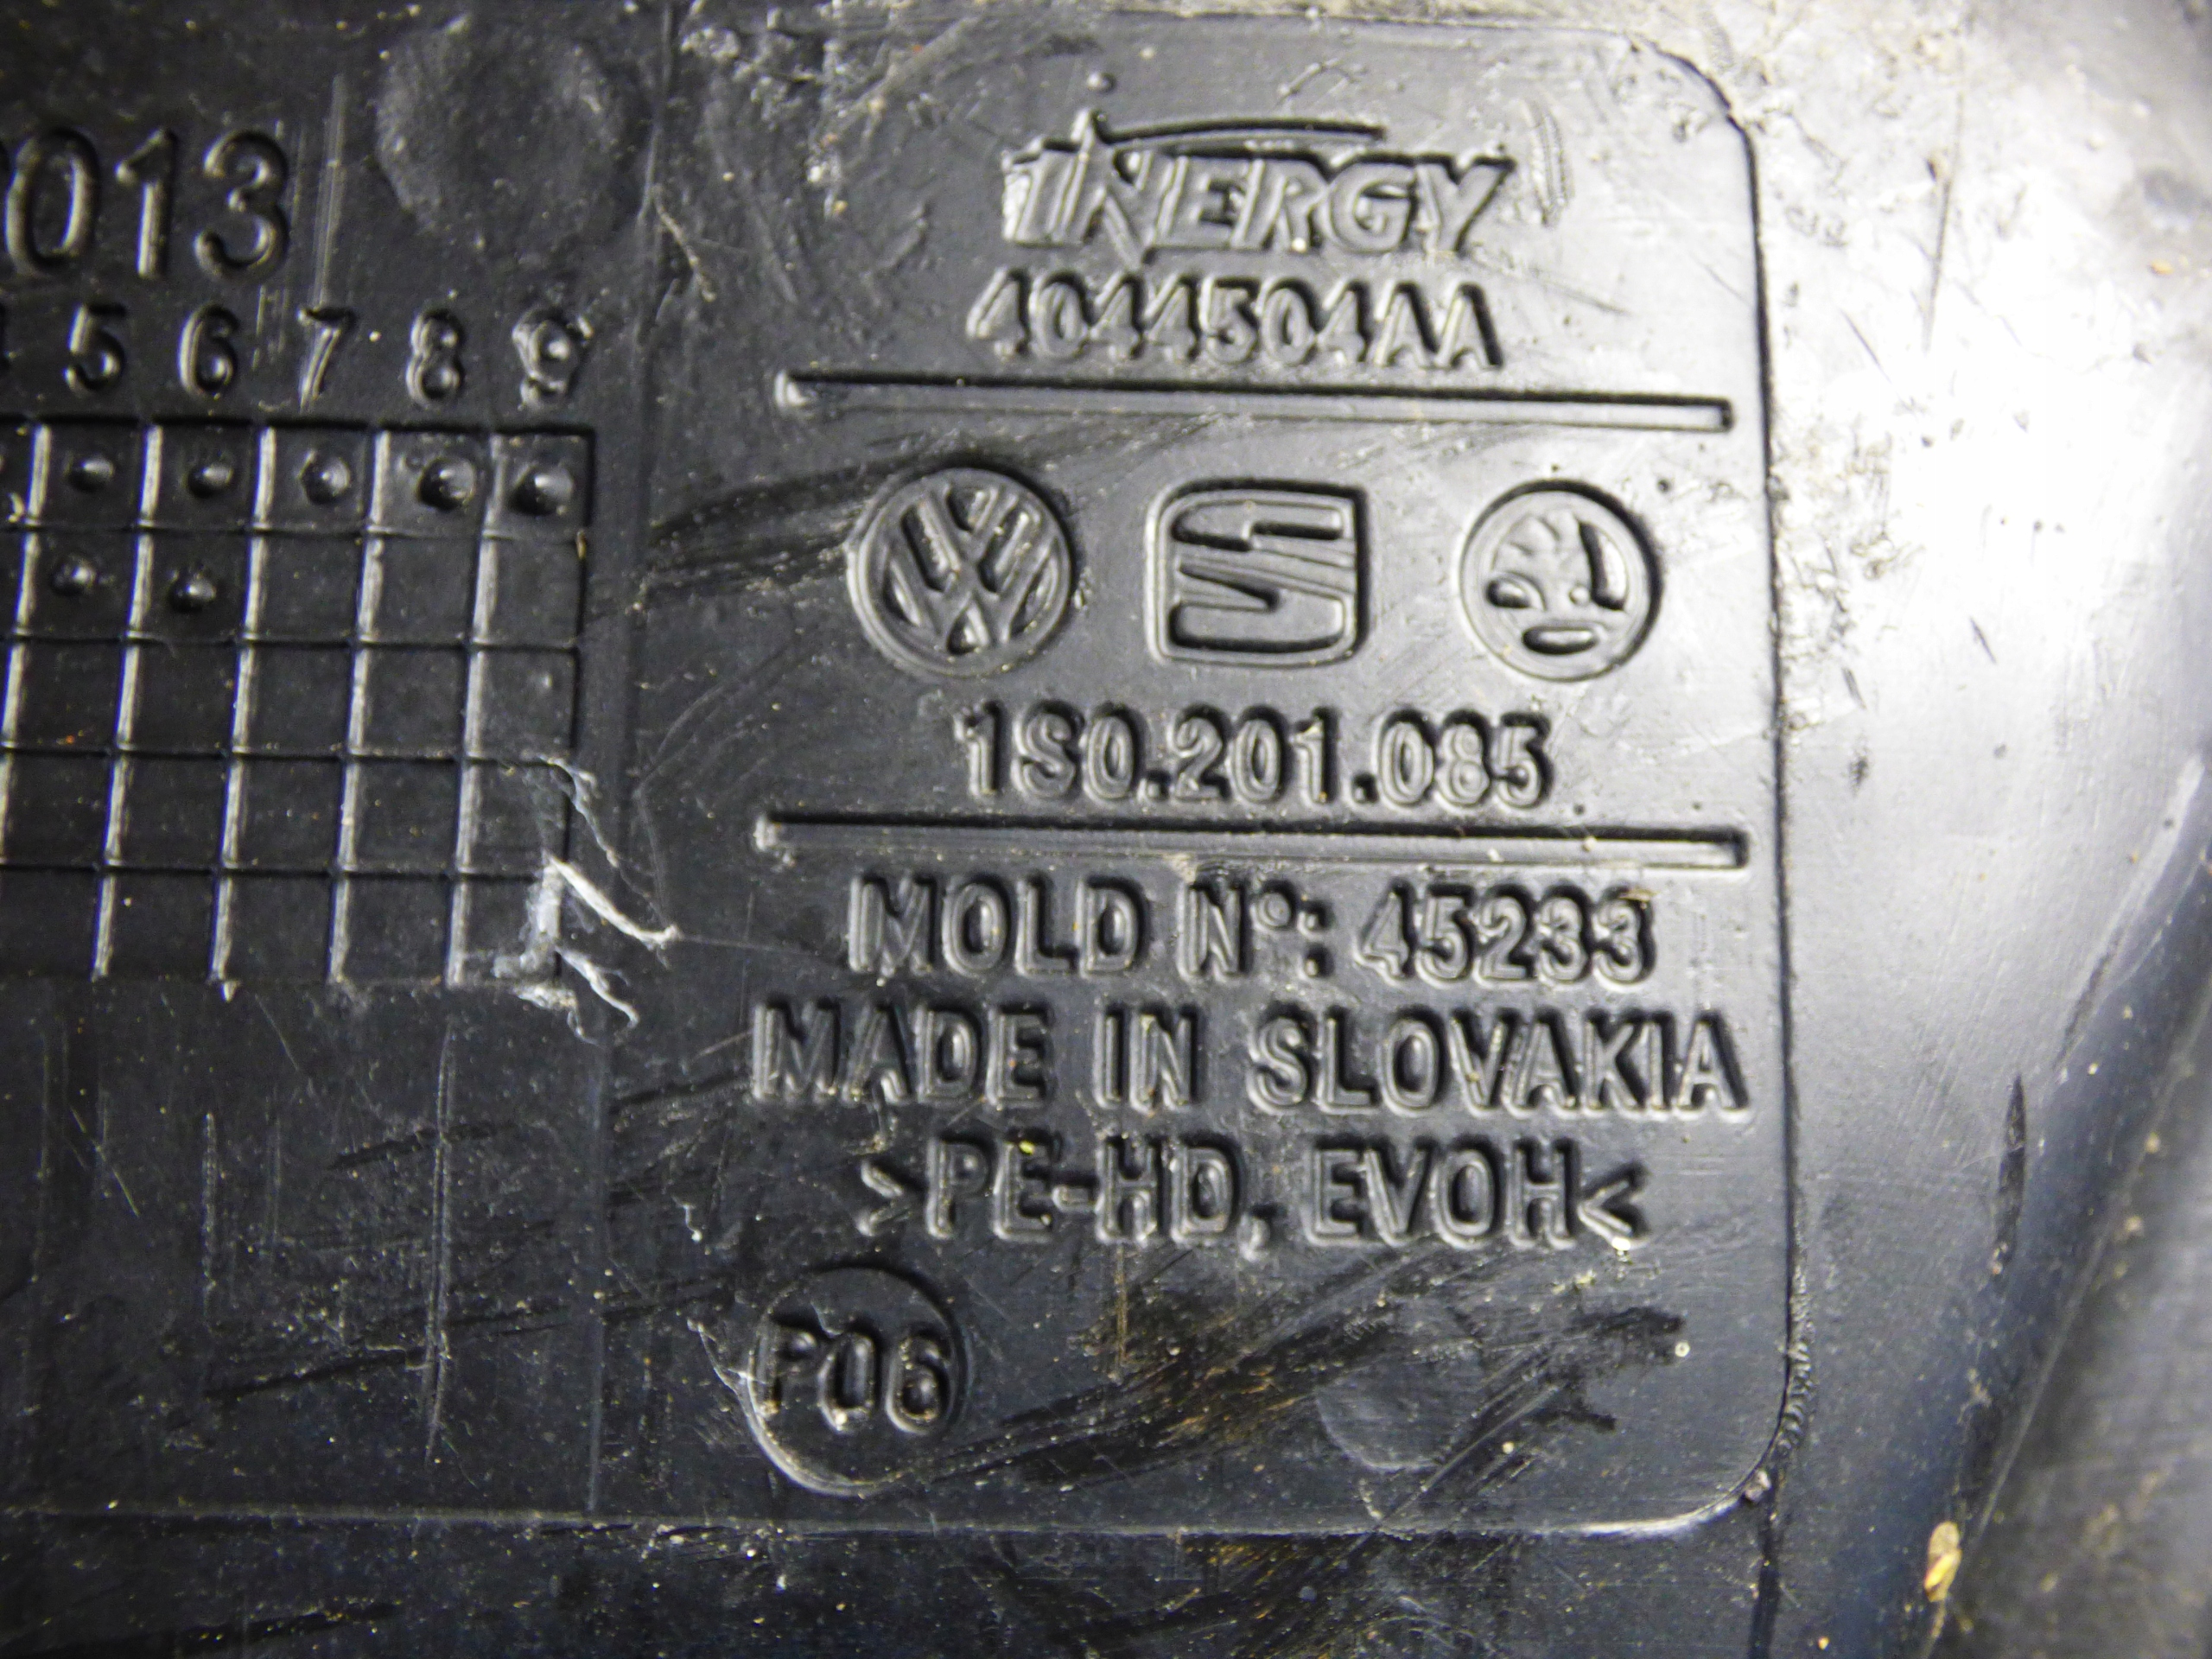 013
5 6 7 8 9
INERGY
4044504AA
1S0.201.085
MOLD N°: 45233
MADE IN SLOVAKIA
>PE-HD, EVOH<
P06